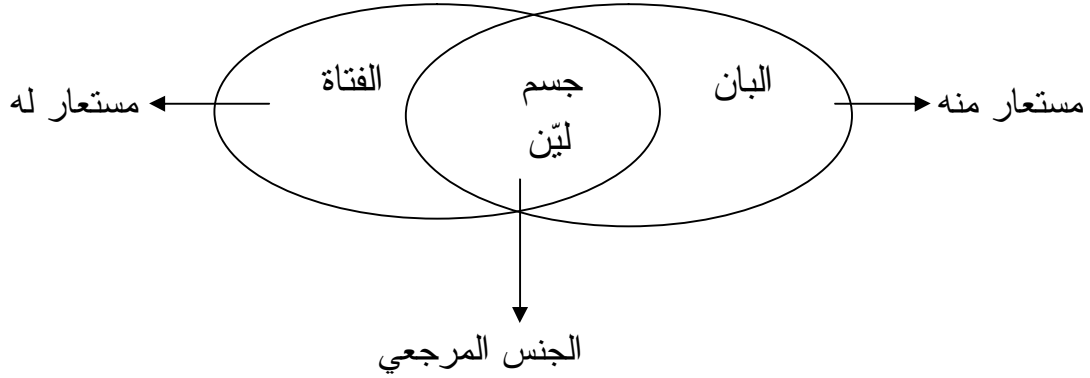 البان
جسم
ليّن
الفتاة
مستعار منه
مستعار له
الجنس المرجعي